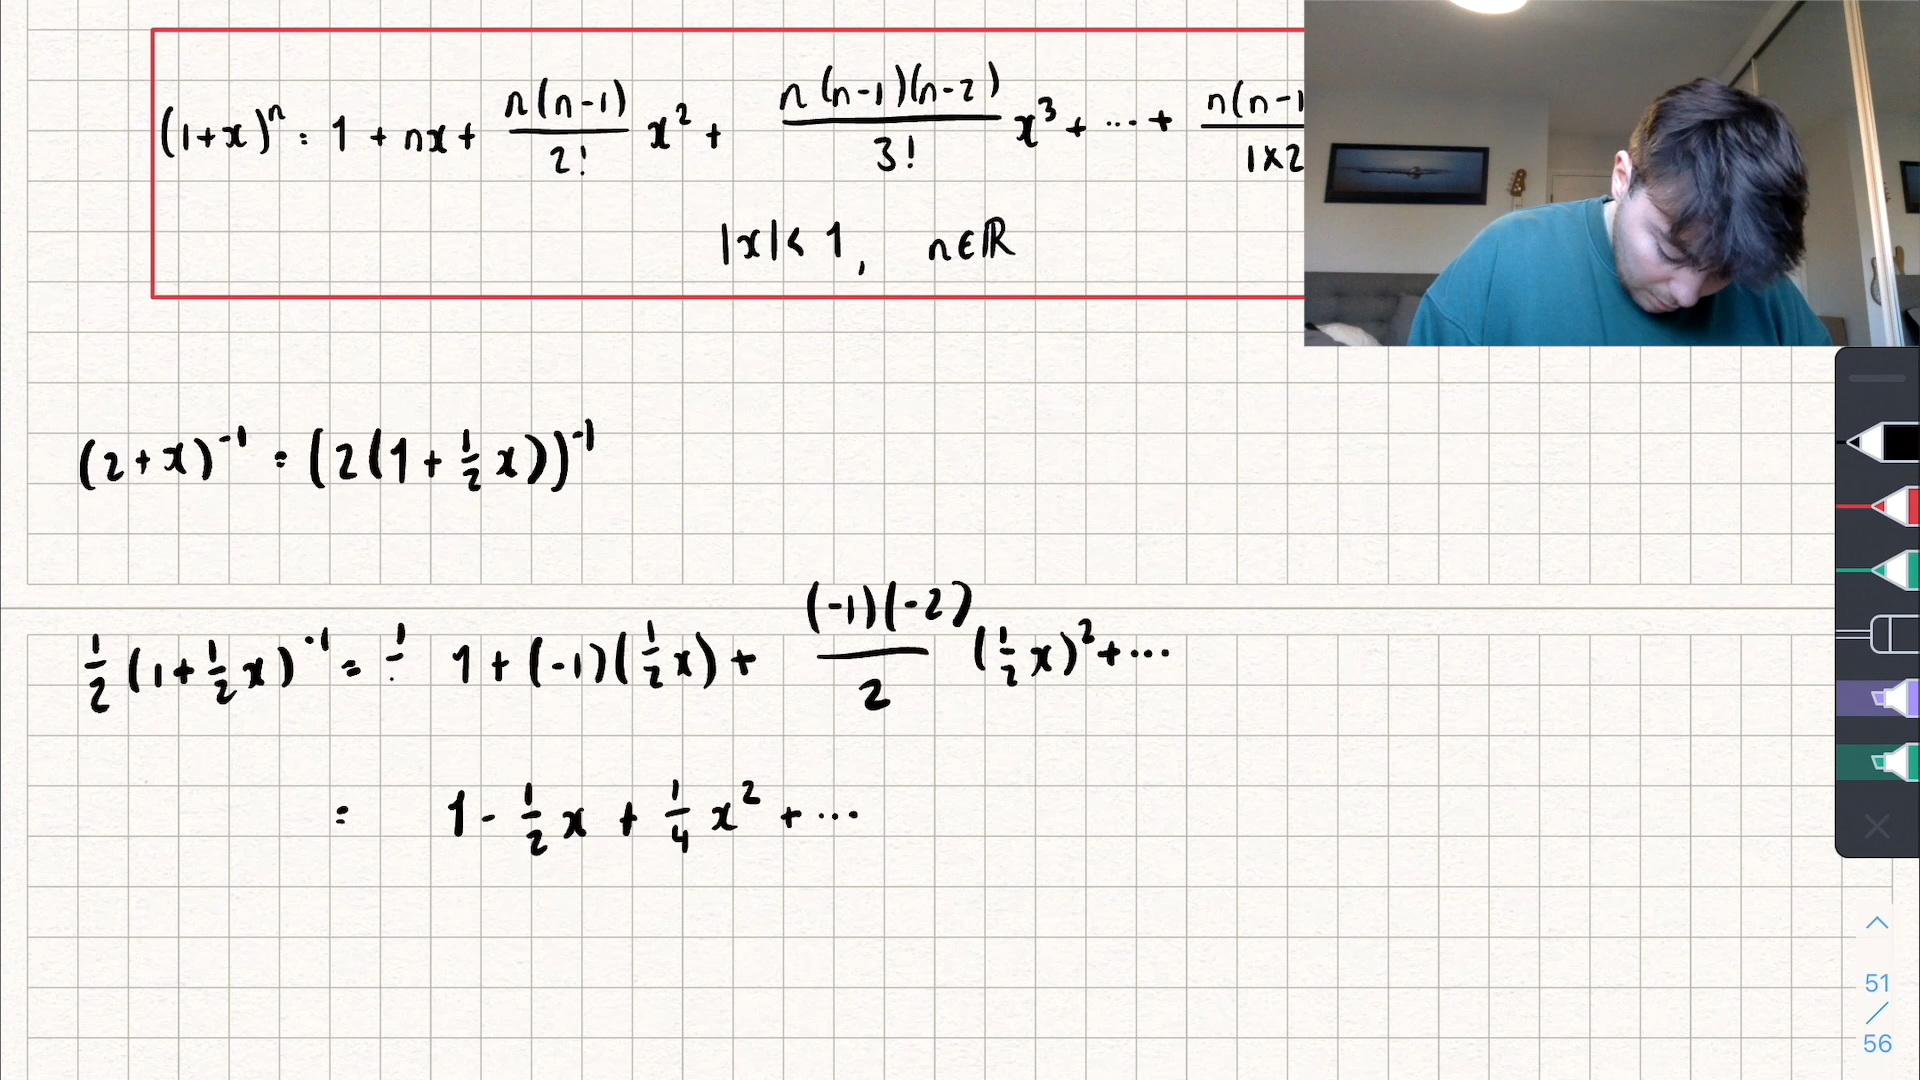 (1+x)ⁿ = 1 + nx + n(n-1)/2! x² + n(n-1)(n-2)/3! x³ + ... + n(n-1/1×2
|x| < 1, n∈ℝ
(2+x)⁻¹ = (2(1+½x))⁻¹
½(1+½x)⁻¹ = 1/ 1+(-1)(½x)+ (-1)(-2)/2 (½x)²+...
= 1 - ½x + ¼x² + ...
51
/
56